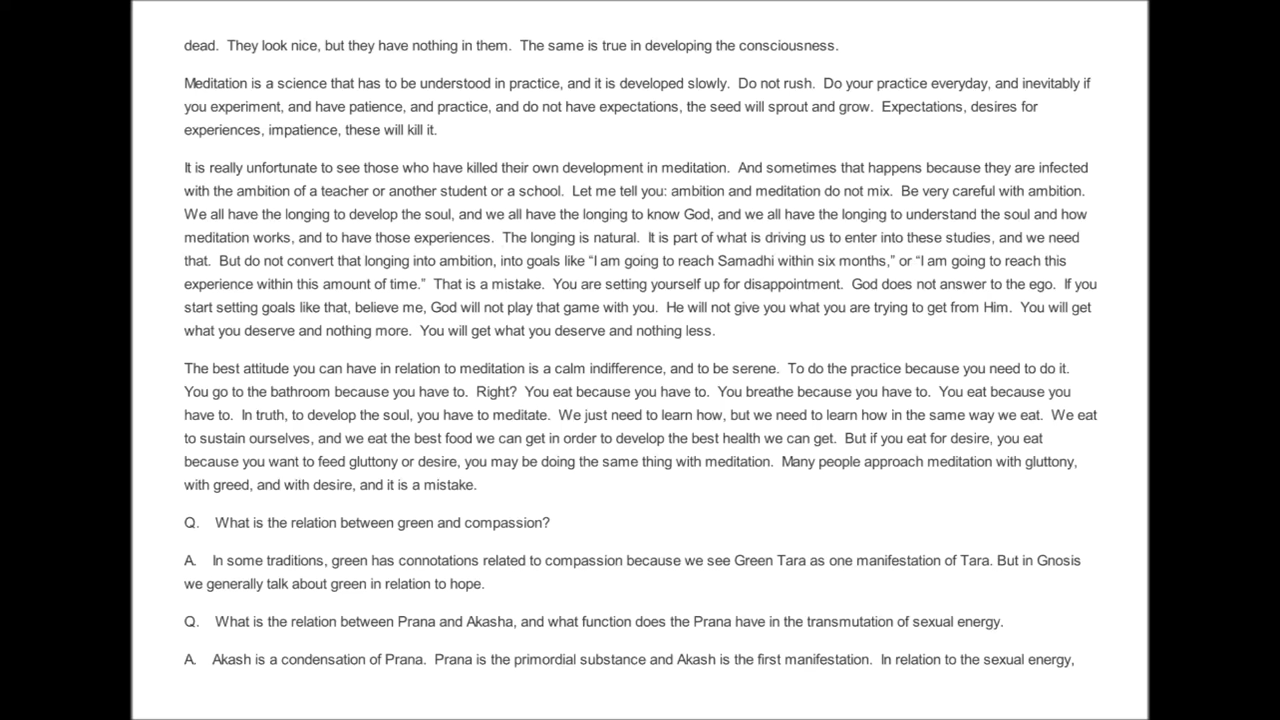 dead.  They look nice, but they have nothing in them.  The same is true in developing the consciousness.
Meditation is a science that has to be understood in practice, and it is developed slowly.  Do not rush.  Do your practice everyday, and inevitably if
you experiment, and have patience, and practice, and do not have expectations, the seed will sprout and grow.  Expectations, desires for
experiences, impatience, these will kill it.
It is really unfortunate to see those who have killed their own development in meditation.  And sometimes that happens because they are infected
with the ambition of a teacher or another student or a school.  Let me tell you: ambition and meditation do not mix.  Be very careful with ambition.
We all have the longing to develop the soul, and we all have the longing to know God, and we all have the longing to understand the soul and how
meditation works, and to have those experiences.  The longing is natural.  It is part of what is driving us to enter into these studies, and we need
that.  But do not convert that longing into ambition, into goals like “I am going to reach Samadhi within six months,” or “I am going to reach this
experience within this amount of time.”  That is a mistake.  You are setting yourself up for disappointment.  God does not answer to the ego.  If you
start setting goals like that, believe me, God will not play that game with you.  He will not give you what you are trying to get from Him.  You will get
what you deserve and nothing more.  You will get what you deserve and nothing less.
The best attitude you can have in relation to meditation is a calm indifference, and to be serene.  To do the practice because you need to do it.
You go to the bathroom because you have to.  Right?  You eat because you have to.  You breathe because you have to.  You eat because you
have to.  In truth, to develop the soul, you have to meditate.  We just need to learn how, but we need to learn how in the same way we eat.  We eat
to sustain ourselves, and we eat the best food we can get in order to develop the best health we can get.  But if you eat for desire, you eat
because you want to feed gluttony or desire, you may be doing the same thing with meditation.  Many people approach meditation with gluttony,
with greed, and with desire, and it is a mistake.
Q.    What is the relation between green and compassion?
A.    In some traditions, green has connotations related to compassion because we see Green Tara as one manifestation of Tara. But in Gnosis
we generally talk about green in relation to hope.
Q.    What is the relation between Prana and Akasha, and what function does the Prana have in the transmutation of sexual energy.
A.    Akash is a condensation of Prana.  Prana is the primordial substance and Akash is the first manifestation.  In relation to the sexual energy,